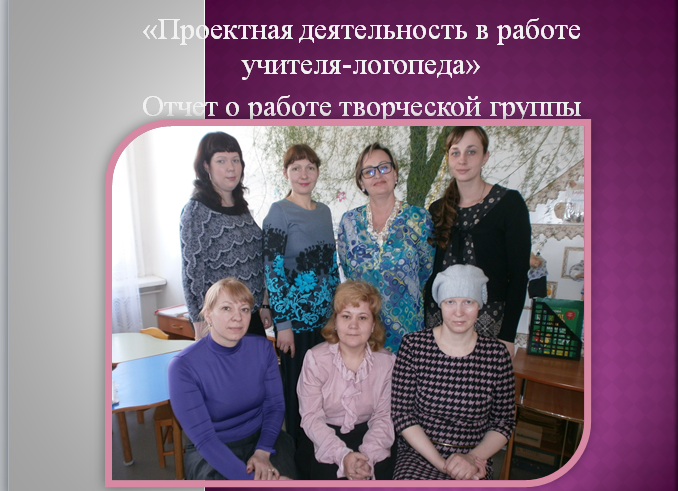 «Проектная деятельность в работе
учителя-логопеда»
Отчет о работе творческой группы